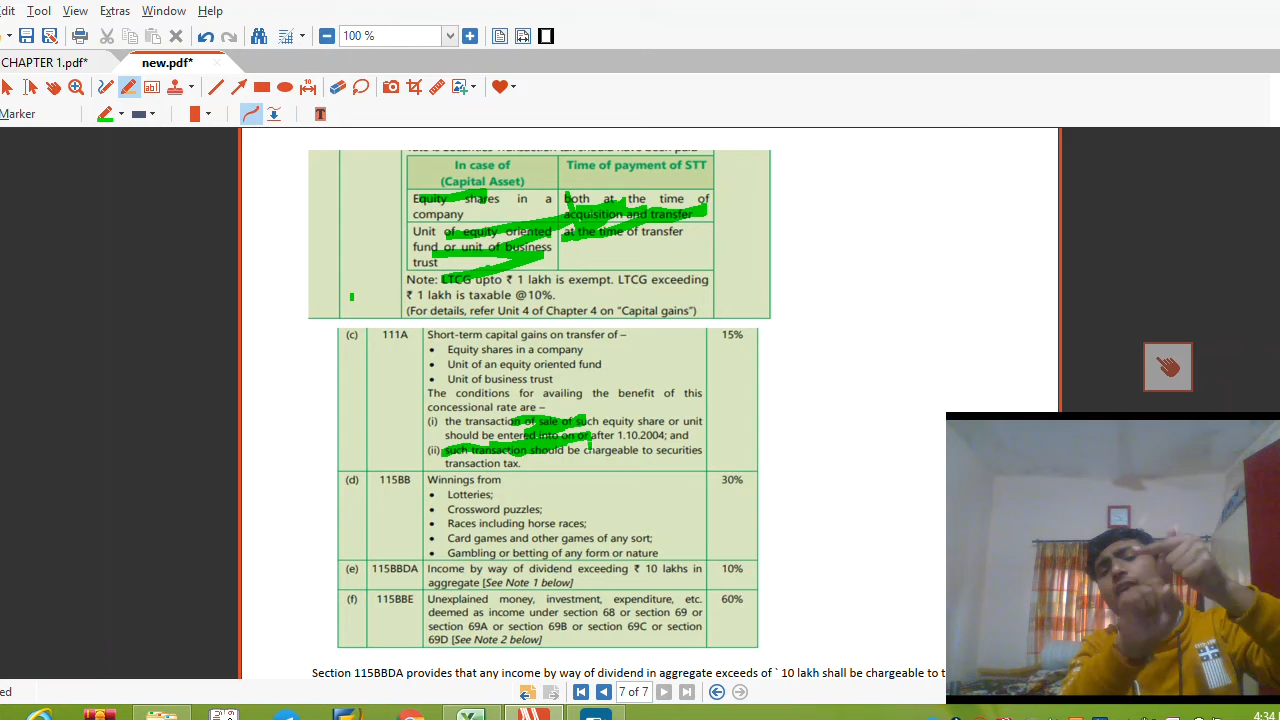 dit Tool View Extras Window Help
100 %
CHAPTER 1.pdf* new.pdf*
Marker
In case of (Capital Asset) Time of payment of STT
Equity shares in a company both at the time of acquisition and transfer
Unit of equity oriented fund or unit of business trust at the time of transfer
Note: LTCG upto ₹ 1 lakh is exempt. LTCG exceeding
₹ 1 lakh is taxable @10%.
(For details, refer Unit 4 of Chapter 4 on “Capital gains”)
(c) 111A Short-term capital gains on transfer of – 15%
• Equity shares in a company
• Unit of an equity oriented fund
• Unit of business trust
The conditions for availing the benefit of this
concessional rate are –
(i) the transaction of sale of such equity share or unit
should be entered into on or after 1.10.2004; and
(ii) such transaction should be chargeable to securities
transaction tax.
(d) 115BB Winnings from 30%
• Lotteries;
• Crossword puzzles;
• Races including horse races;
• Card games and other games of any sort;
• Gambling or betting of any form or nature
(e) 115BBDA Income by way of dividend exceeding ₹ 10 lakhs in 10%
aggregate [See Note 1 below]
(f) 115BBE Unexplained money, investment, expenditure, etc. 60%
deemed as income under section 68 or section 69 or
section 69A or section 69B or section 69C or section
69D [See Note 2 below]
Section 115BBDA provides that any income by way of dividend in aggregate exceeds of ` 10 lakh shall be chargeable to t
7 of 7
4:34